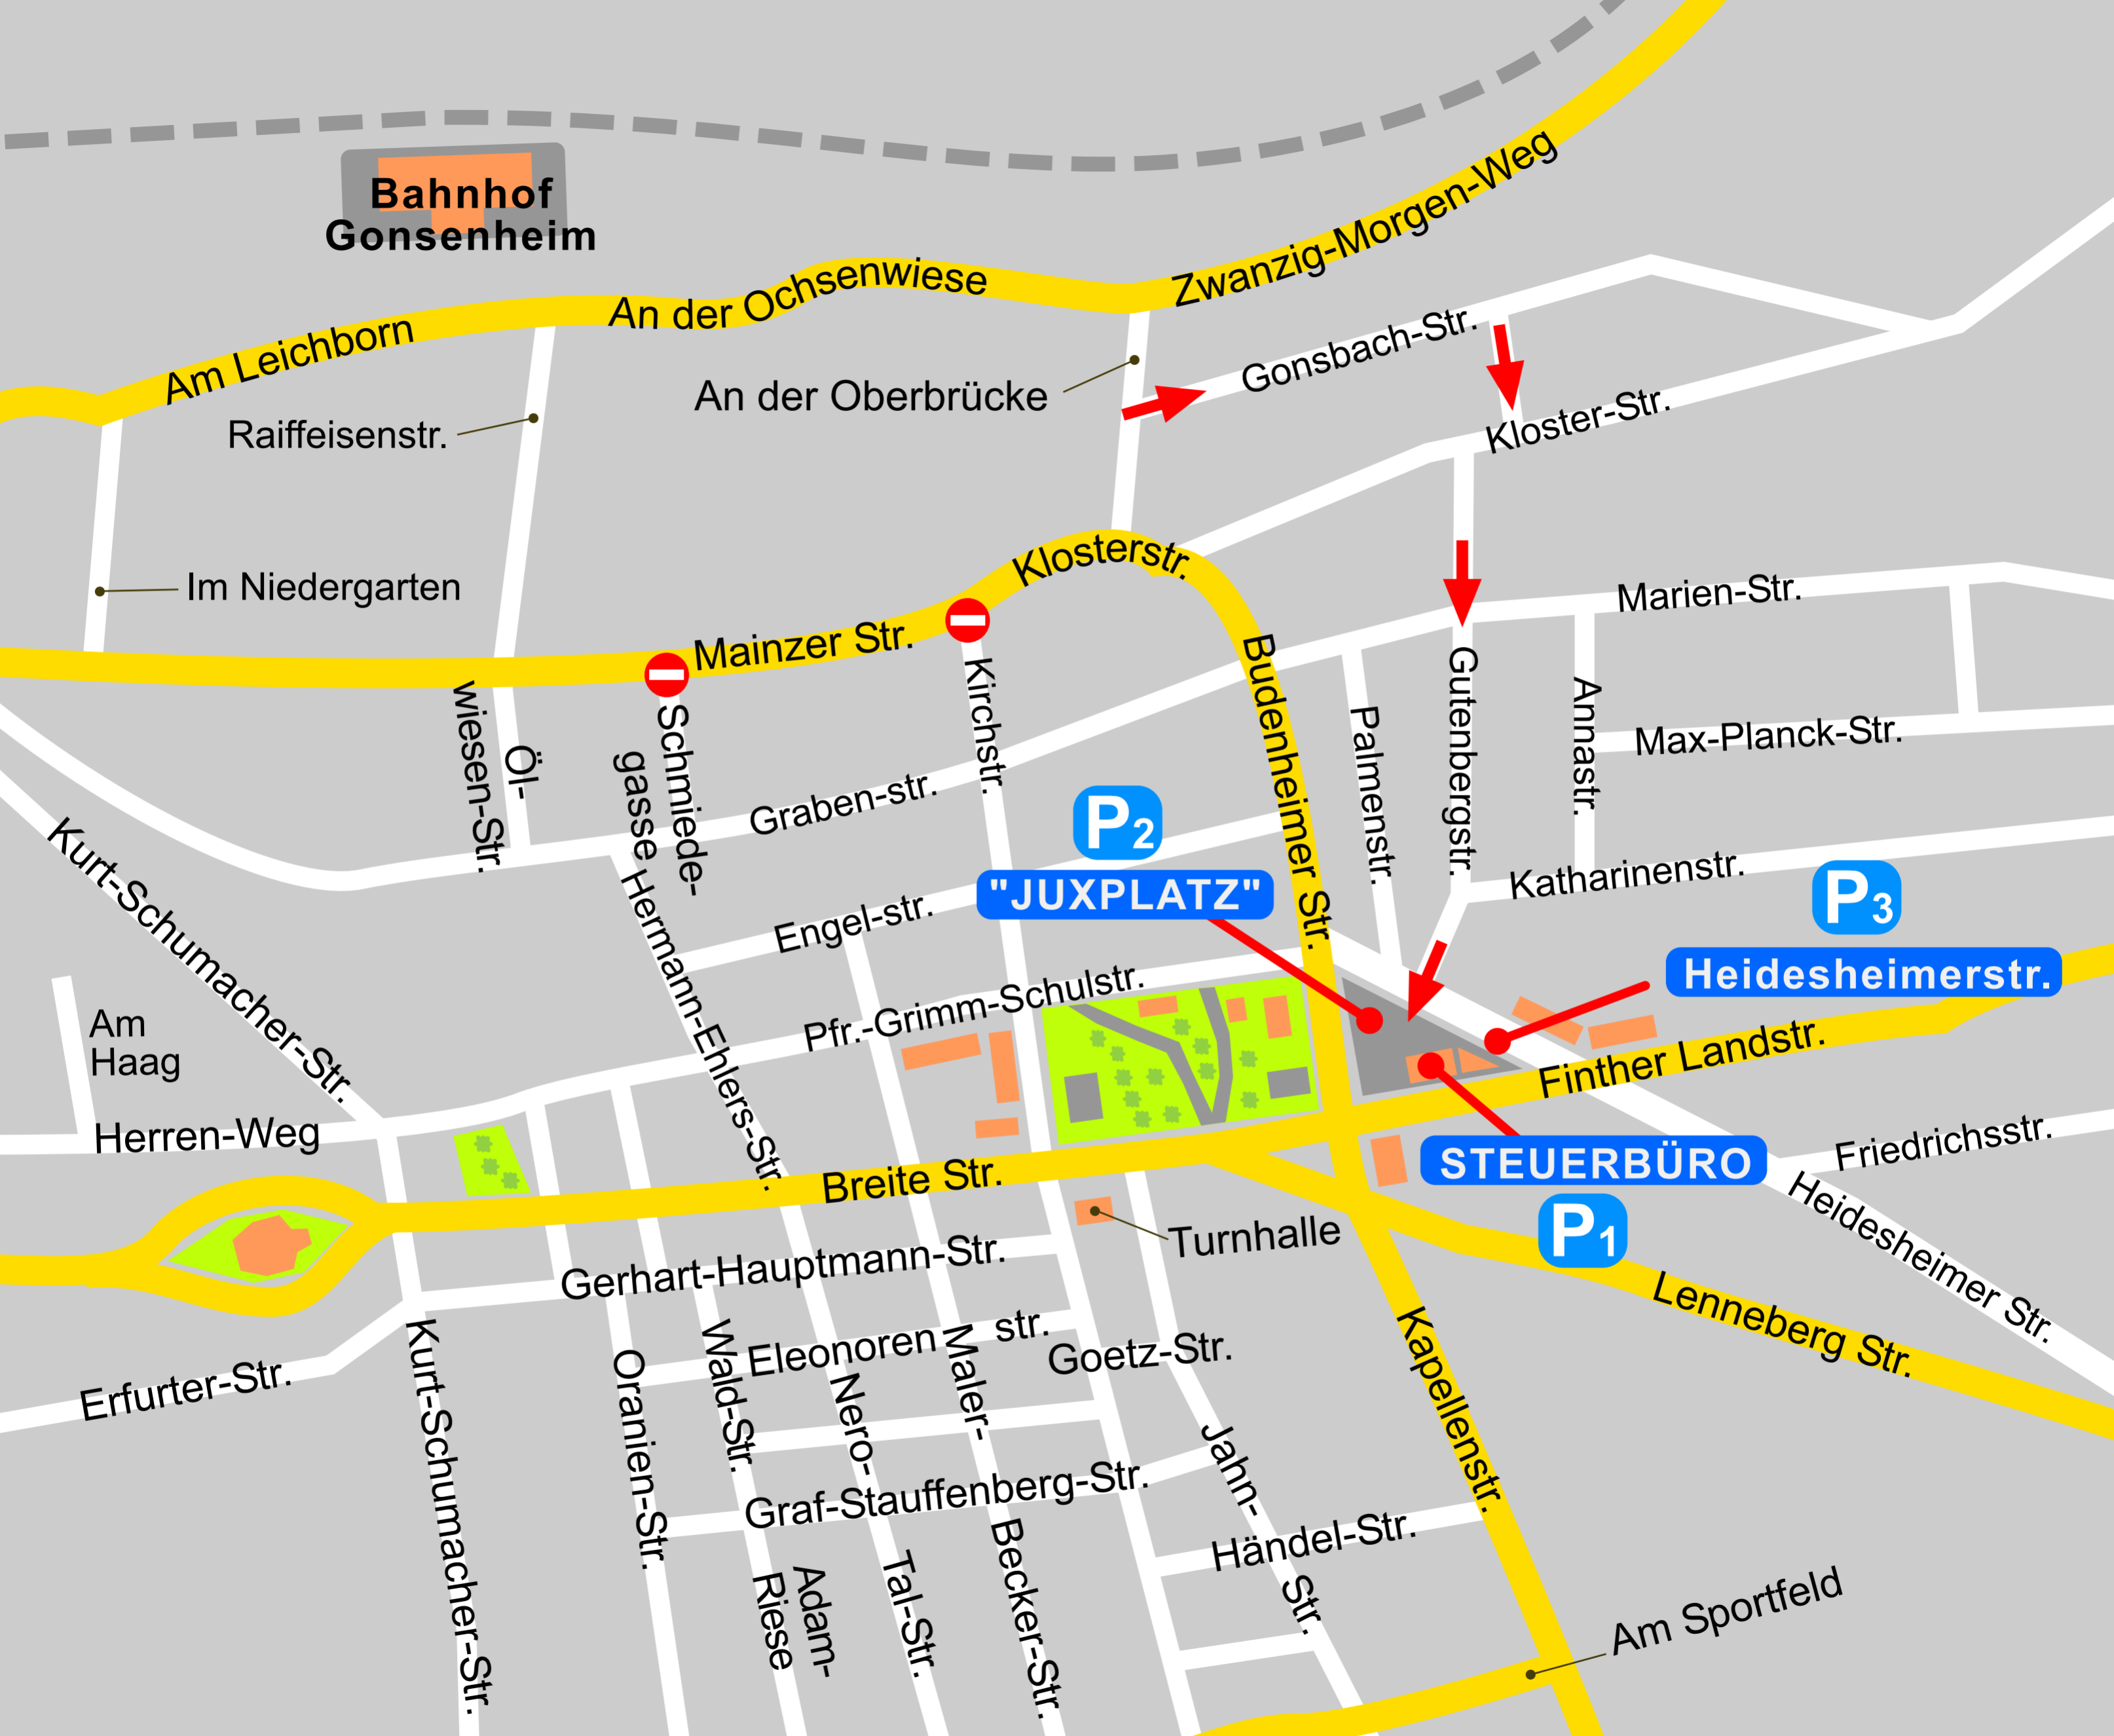 Bahnhof
Gonsenheim
Zwanzig-Morgen-Weg
An der Ochsenwiese
Am Leichborn
Gonsbach-Str.
An der Oberbrücke
Raiffeisenstr.
Kloster-Str.
Klosterstr.
Im Niedergarten
Marien-Str.
Mainzer Str.
Budenheimer Str.
Kirchstr.
Gutenbergstr.
Annastr.
Palmenstr.
Max-Planck-Str.
Öl-
wiesen-Str.
Schmiede-
gasse
Graben-str.
P2
"JUXPLATZ"
Kurt-Schumacher-Str.
Hermann-Ehlers-Str.
Engel-str.
Katharinenstr.
P3
Heidesheimerstr.
Pfr.-Grimm-Schulstr.
Am
Haag
Finther Landstr.
Herren-Weg
Friedrichsstr.
STEUERBÜRO
P1
Breite Str.
Turnhalle
Heidesheimer Str.
Gerhart-Hauptmann-Str.
Lenneberg Str.
Eleonoren str.
Goetz-Str.
Kapellenstr.
Erfurter-Str.
Kurt-Schumacher-Str.
Oranien-Str.
Wald-Str.
Nero-
Tal-Str.
Maler-
Becker-Str.
Jahn-
Str.
Graf-Stauffenberg-Str.
Händel-Str.
Adam-
Riese
Am Sportfeld